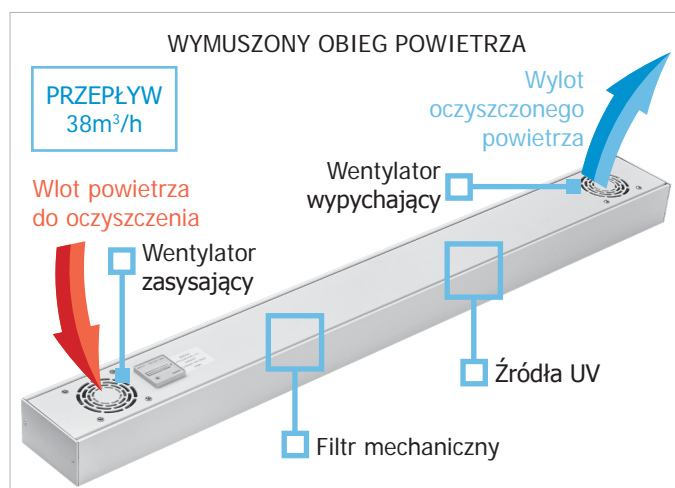 WYMUSZONY OBIEG POWIETRZA
PRZEPŁYW
38m³/h
Wylot
oczyszczonego
powietrza
Wentylator
wypychający
Wlot powietrza
do oczyszczenia
Wentylator
zasysający
Źródła UV
Filtr mechaniczny